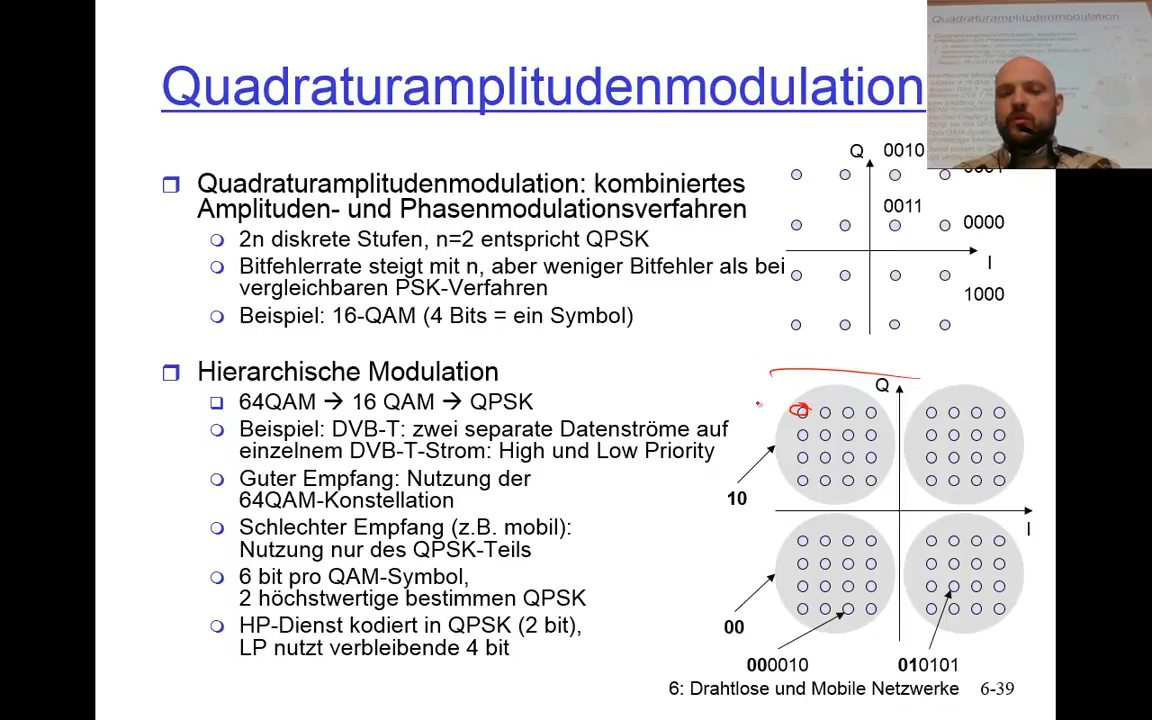 Quadraturamplitudenmodulation
Quadraturamplitudenmodulation: kombiniertes
Amplituden- und Phasenmodulationsverfahren
2n diskrete Stufen, n=2 entspricht QPSK
Bitfehlerrate steigt mit n, aber weniger Bitfehler als bei
vergleichbaren PSK-Verfahren
Beispiel: 16-QAM (4 Bits = ein Symbol)
Q
0010
0011
0000
I
1000
Hierarchische Modulation
64QAM → 16 QAM → QPSK
Beispiel: DVB-T: zwei separate Datenströme auf
einzelnem DVB-T-Strom: High und Low Priority
Guter Empfang: Nutzung der
64QAM-Konstellation
Schlechter Empfang (z.B. mobil):
Nutzung nur des QPSK-Teils
6 bit pro QAM-Symbol,
2 höchstwertige bestimmen QPSK
HP-Dienst kodiert in QPSK (2 bit),
LP nutzt verbleibende 4 bit
Q
10
I
00
000010
010101
6: Drahtlose und Mobile Netzwerke
6-39
Quadraturamplitudenmodulation